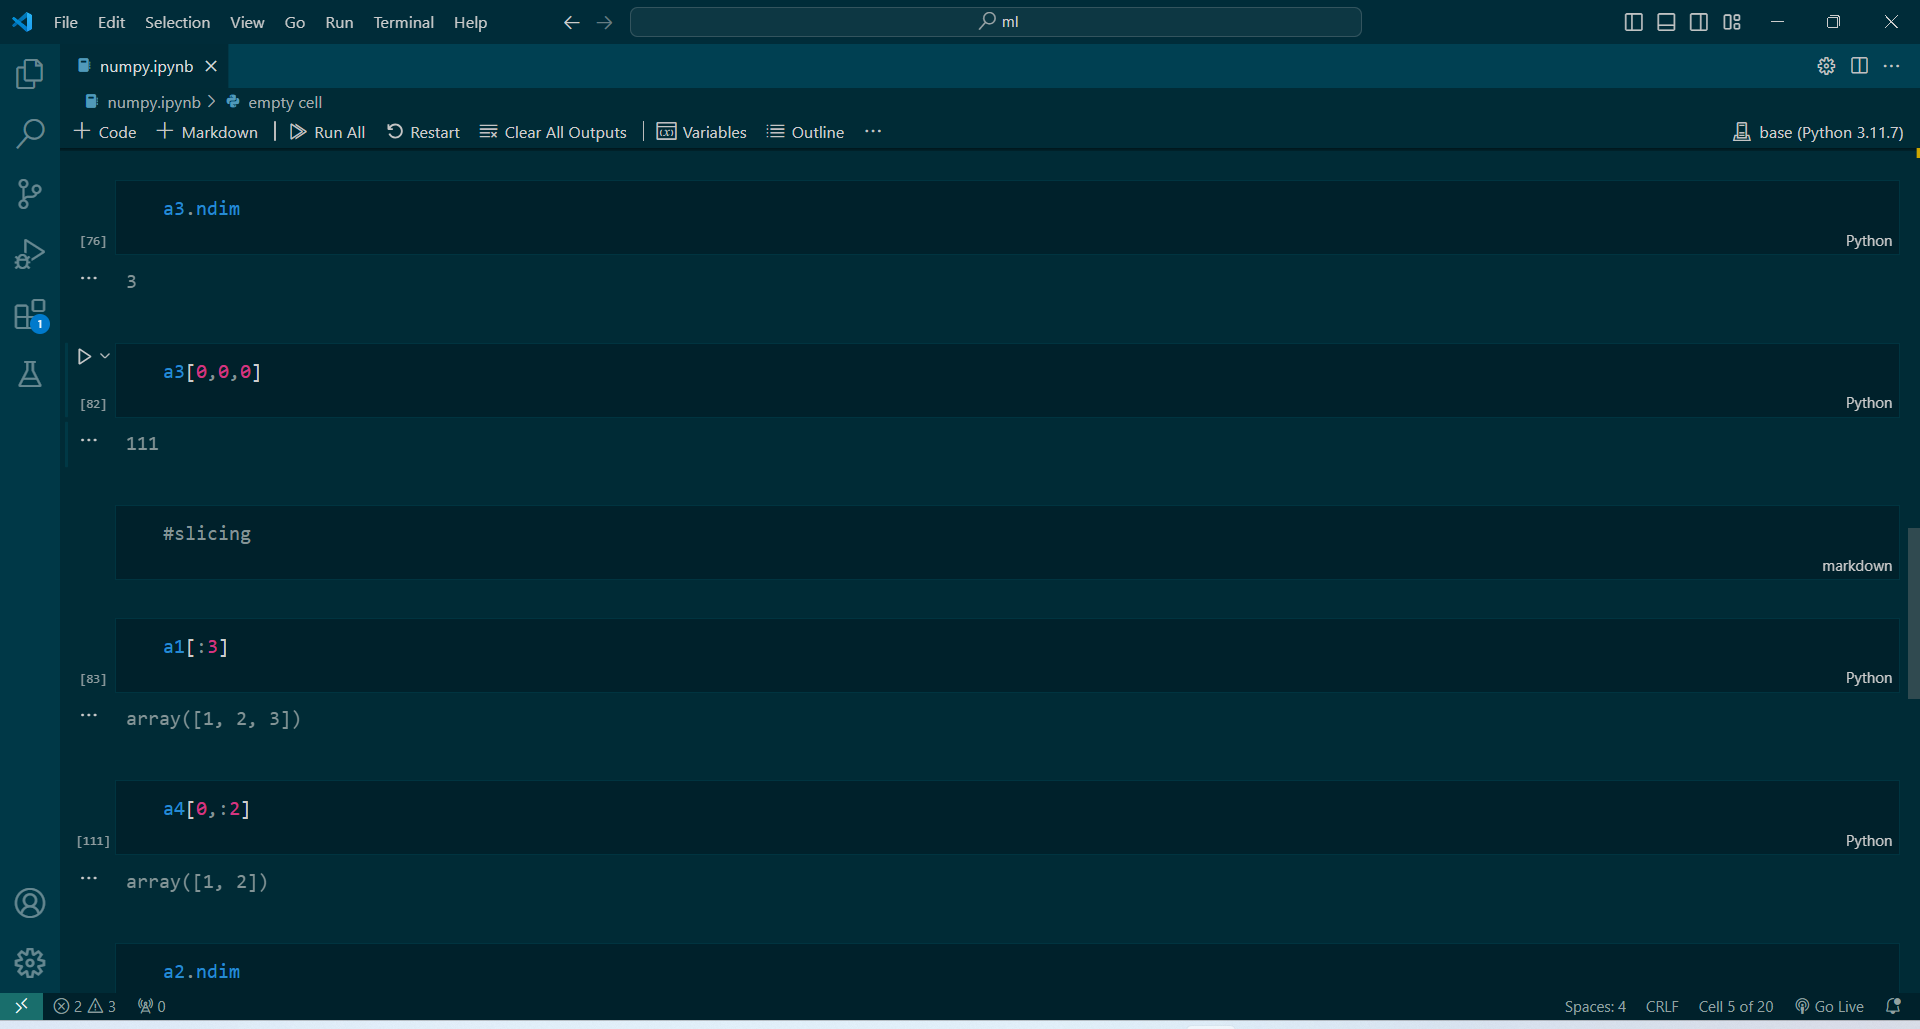 File Edit Selection View Go Run Terminal Help ml
numpy.ipynb
numpy.ipynb > empty cell
+ Code + Markdown | Run All Restart Clear All Outputs | Variables Outline ··· base (Python 3.11.7)
a3.ndim
[76] Python
··· 3
a3[0,0,0]
[82] Python
··· 111
#slicing
markdown
a1[:3]
[83] Python
··· array([1, 2, 3])
a4[0,:2]
[111] Python
··· array([1, 2])
a2.ndim
1
2 3 0 Spaces: 4 CRLF Cell 5 of 20 Go Live